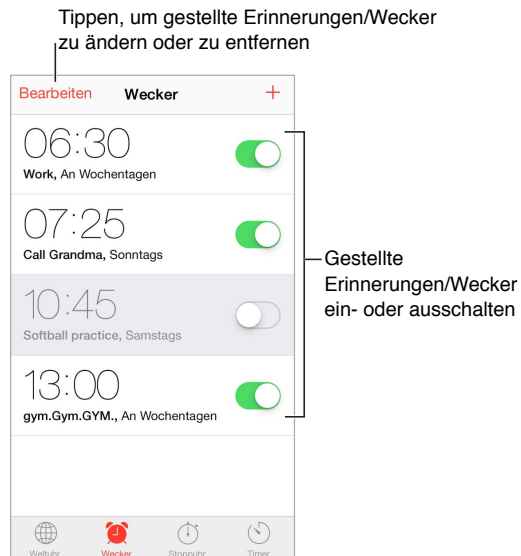 Tippen, um gestellte Erinnerungen/Wecker
zu ändern oder zu entfernen
Bearbeiten Wecker +
06:30
Work, An Wochentagen
07:25
Call Grandma, Sonntags
10:45
Softball practice, Samstags
13:00
gym.Gym.GYM., An Wochentagen
Gestellte
Erinnerungen/Wecker
ein- oder ausschalten
Weltuhr Wecker Stoppuhr Timer